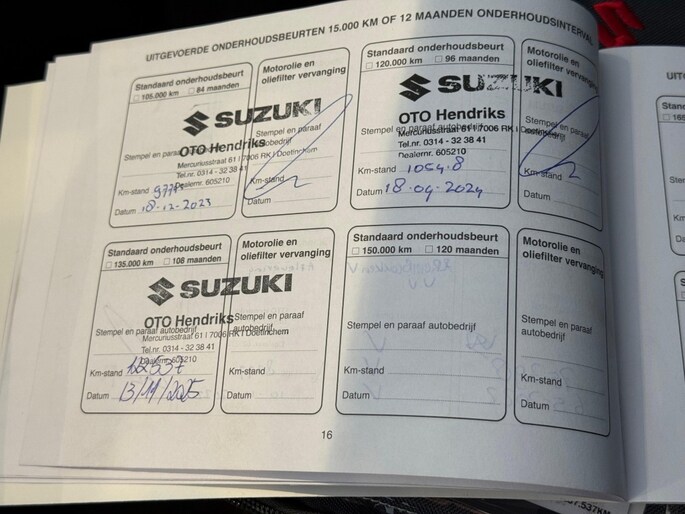 UITGEVOERDE ONDERHOUDSBEURTEN 15.000 KM OF 12 MAANDEN ONDERHOUDSINTERVAL
Standaard onderhoudsbeurt
105.000 km 84 maanden
SUZUKI
Stempel en paraaf autobedrijf
OTO Hendriks
Mercuriusstraat 61 I 7006 RK I Doetinchem
Tel.nr. 0314 - 32 38 41
Dealernr. 605210
Km-stand
Datum 18-12-2023
Motorolie en
oliefilter vervanging
Stempel en paraaf
autobedrijf
Km-stand
Datum
Standaard onderhoudsbeurt
120.000 km 96 maanden
SUZUKI
OTO Hendriks
Stempel en paraaf autobedrijf
Mercuriusstraat 61 I 7006 RK I Doetinchem
Tel.nr. 0314 - 32 38 41
Dealernr. 605210
Km-stand
Datum 18-09-2024
Motorolie en
oliefilter vervanging
Stempel en paraaf
autobedrijf
Km-stand
Datum
Standaard onderhoudsbeurt
135.000 km 108 maanden
SUZUKI
OTO Hendriks
Stempel en paraaf autobedrijf
Mercuriusstraat 61 I 7006 RK I Doetinchem
Tel.nr. 0314 - 32 38 41
Dealernr. 605210
Km-stand
Datum 13/11/2025
Motorolie en
oliefilter vervanging
Stempel en paraaf
autobedrijf
Km-stand
Datum
Standaard onderhoudsbeurt
150.000 km 120 maanden
Stempel en paraaf autobedrijf
Km-stand
Datum
Motorolie en
oliefilter vervanging
Stempel en paraaf
autobedrijf
Km-stand
Datum
16